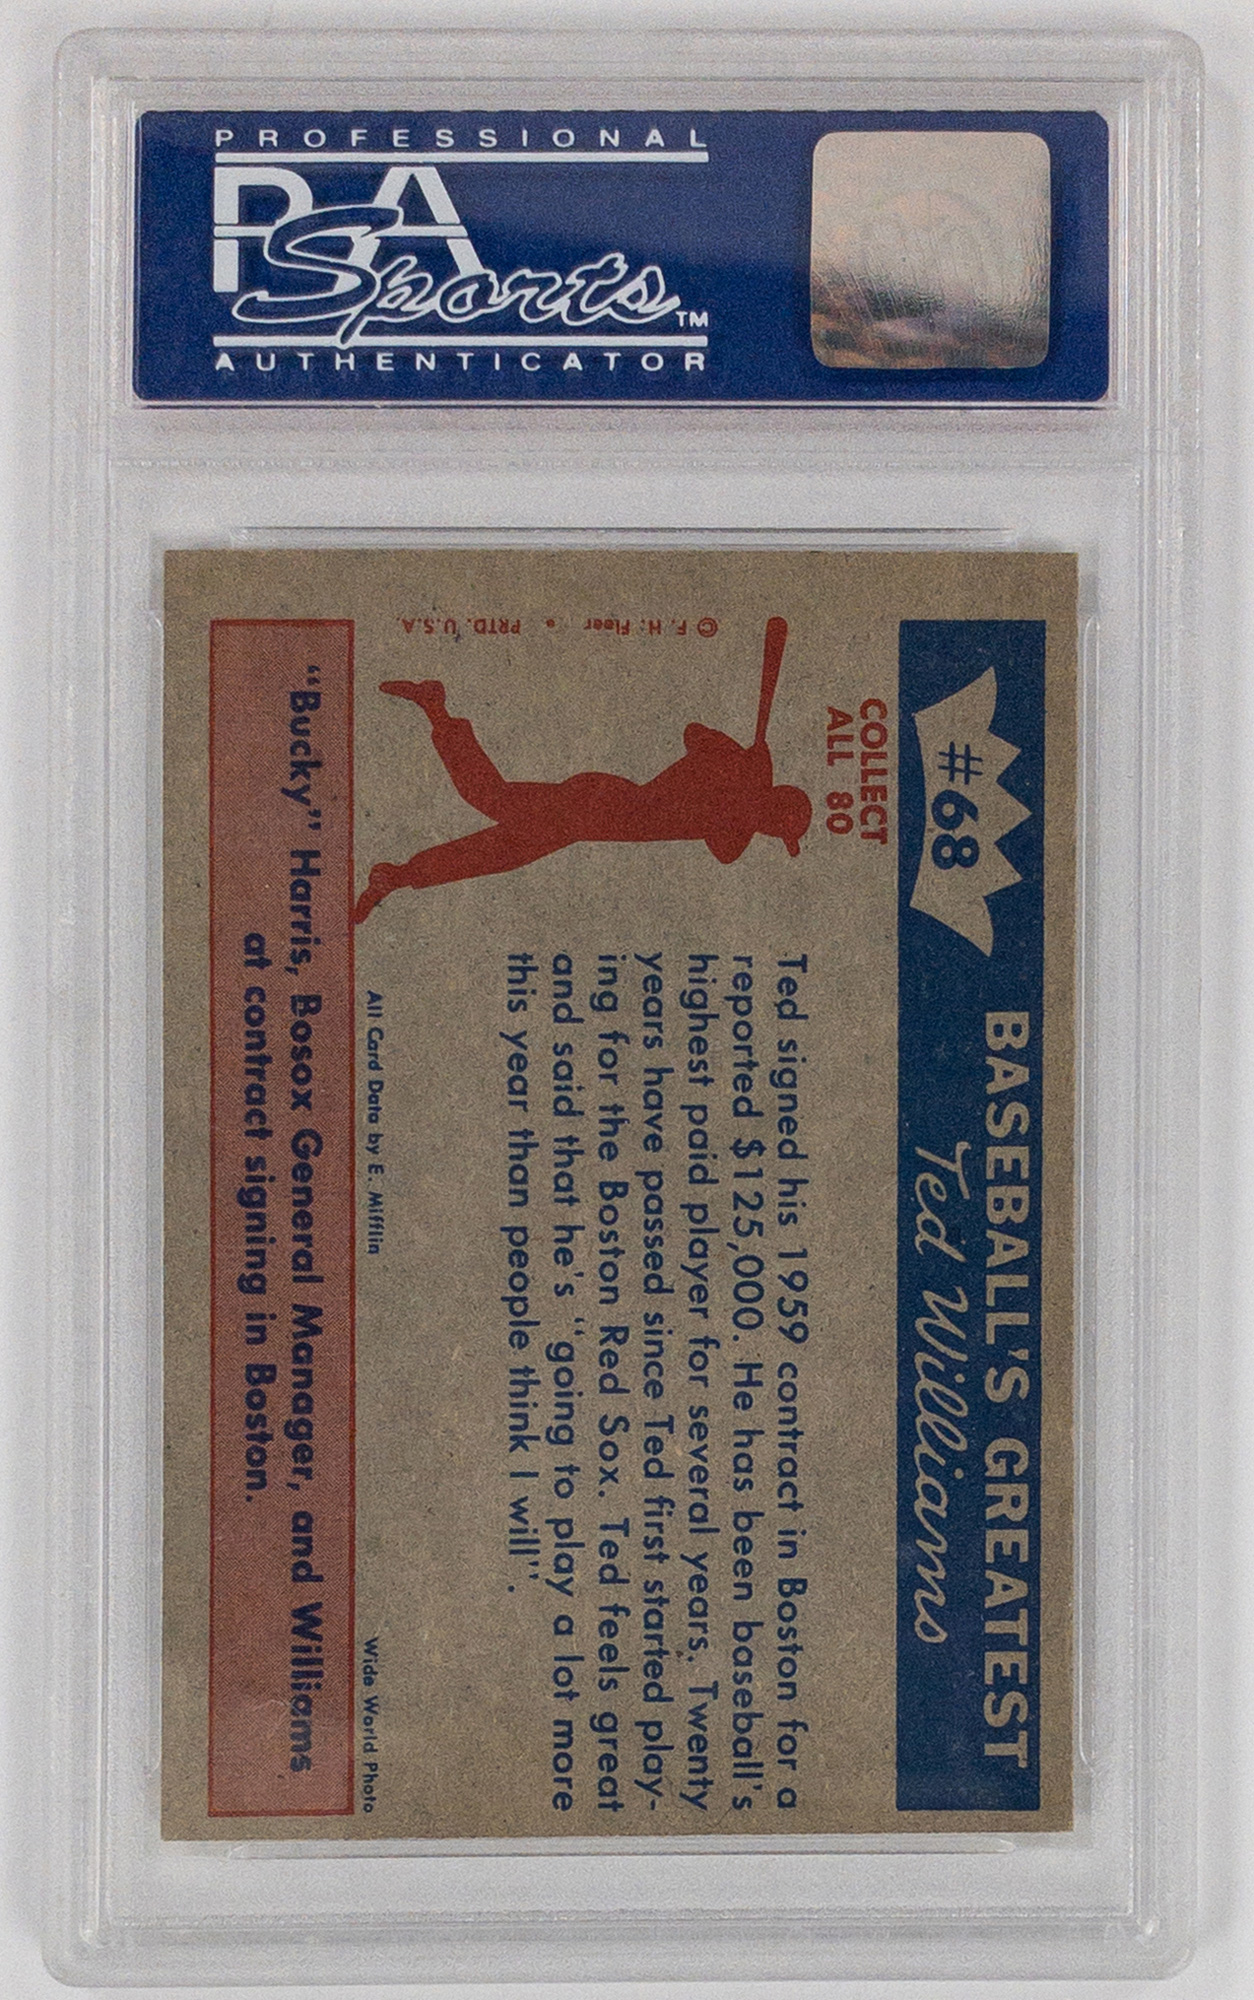 PROFESSIONAL
PSA
Sports™
AUTHENTICATOR
#68
BASEBALL'S GREATEST
Ted Williams
COLLECT
ALL 80
Ted signed his 1959 contract in Boston for a
reported $125,000. He has been baseball's
highest paid player for several years. Twenty
years have passed since Ted first started play-
ing for the Boston Red Sox. Ted feels great
and said that he's "going to play a lot more
this year than people think I will".
© F. H. Fleer • PRTD. U.S.A.
All Card Data by E. Mifflin
Wide World Photo
"Bucky" Harris, Bosox General Manager, and Williams,
at contract signing in Boston.